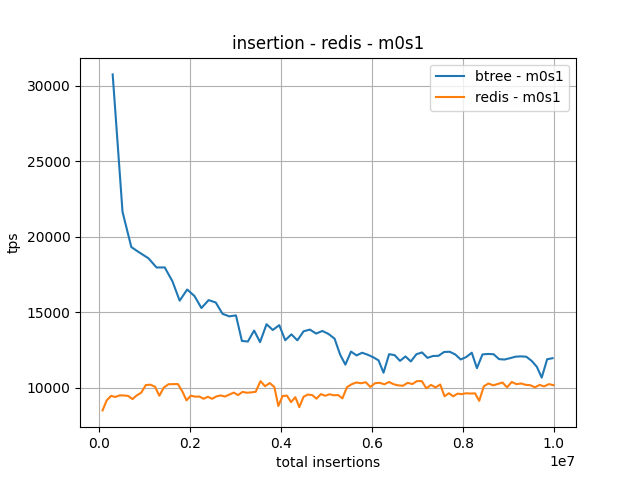 insertion - redis - m0s1
btree - m0s1
redis - m0s1
30000
25000
20000
15000
10000
tps
0.0 0.2 0.4 0.6 0.8 1.0
total insertions
1e7